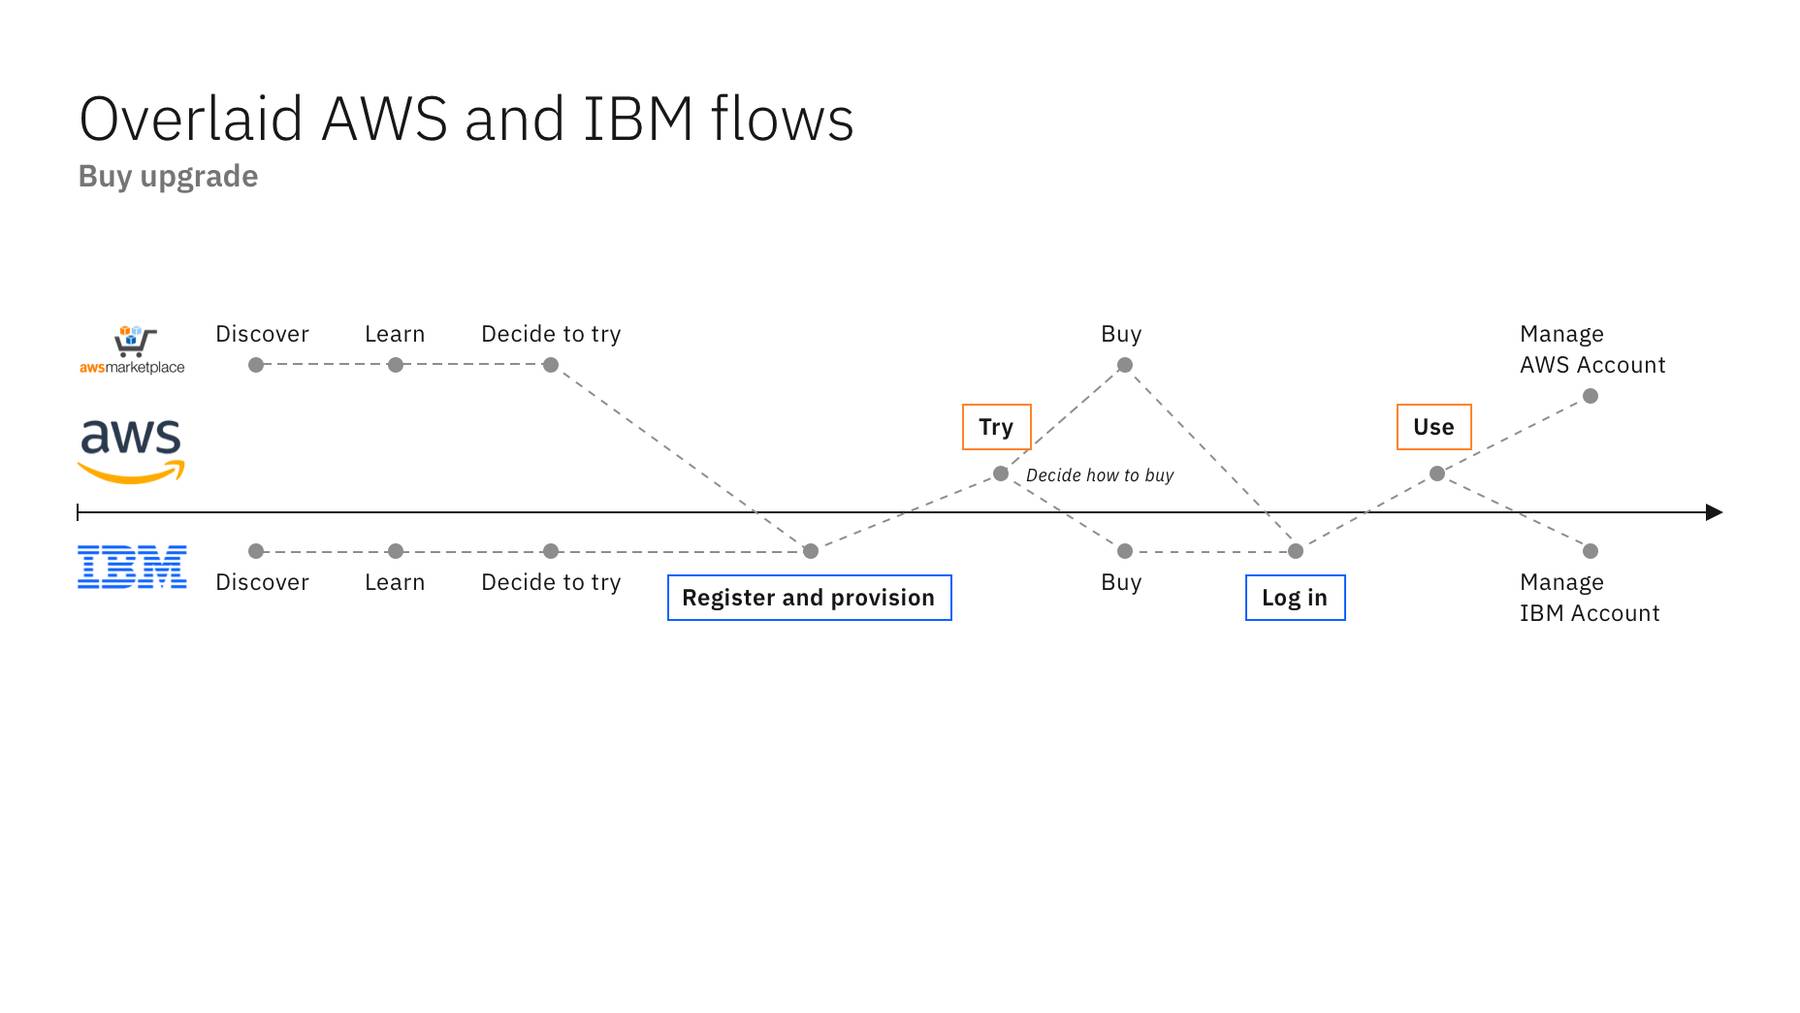 Overlaid AWS and IBM flows
Buy upgrade
awsmarketplace
Discover
Learn
Decide to try
Buy
Manage
AWS Account
aws
Try
Decide how to buy
Use
IBM
Discover
Learn
Decide to try
Register and provision
Buy
Log in
Manage
IBM Account